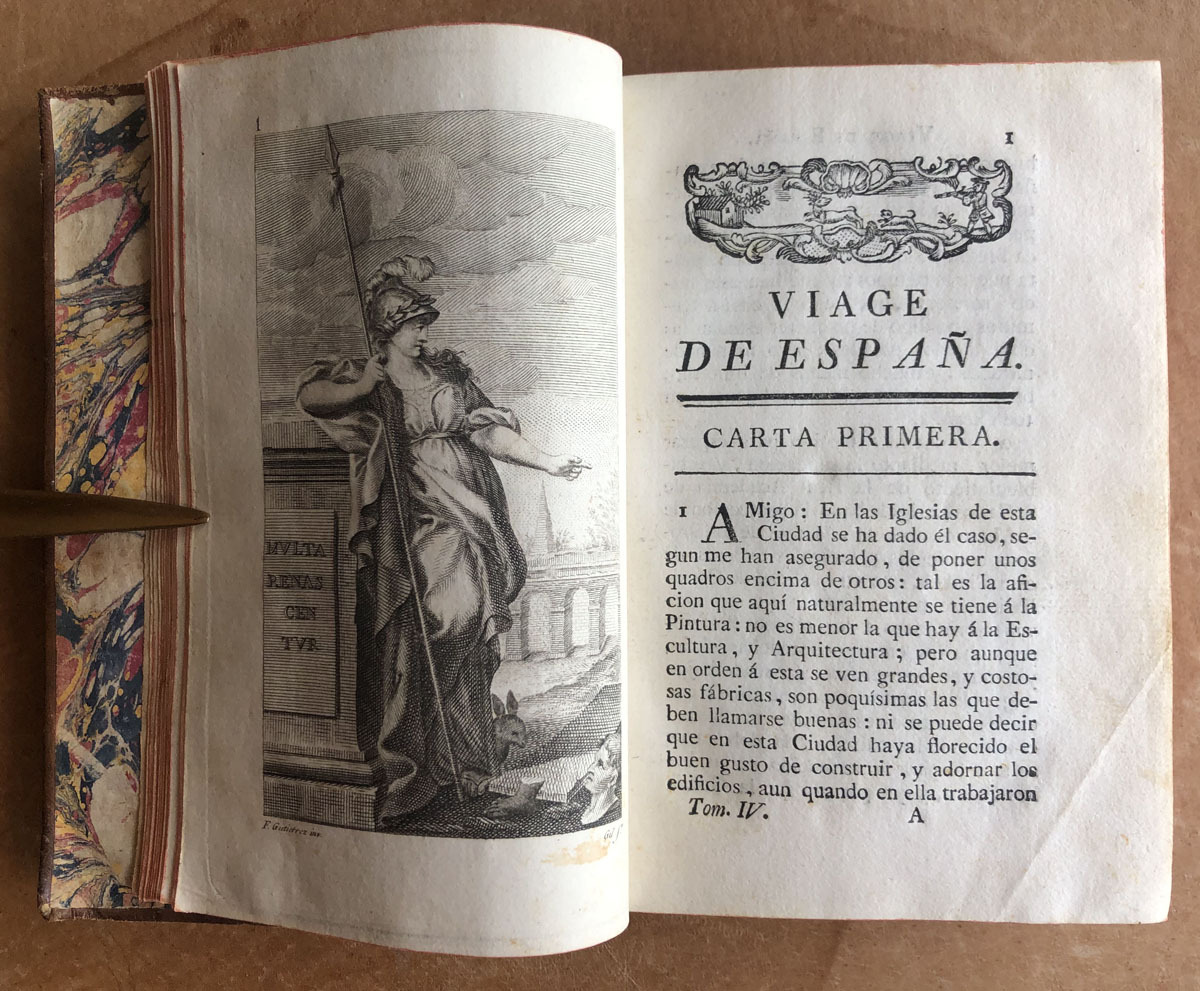 1
MVLTA
RENAS
CEN
TVR
F. Gutierrez inv.
1
VIAGE
DE ESPAÑA.
CARTA PRIMERA.
1 AMigo: En las Iglesias de esta
Ciudad se ha dado él caso, se-
gun me han asegurado, de poner unos
quadros encima de otros: tal es la afi-
cion que aquí naturalmente se tiene á la
Pintura: no es menor la que hay á la Es-
cultura, y Arquitectura; pero aunque
en orden á esta se ven grandes, y costo-
sas fábricas, son poquísimas las que de-
ben llamarse buenas: ni se puede decir
que en esta Ciudad haya florecido el
buen gusto de construir, y adornar los
edificios, aun quando en ella trabajaron
Tom. IV. A